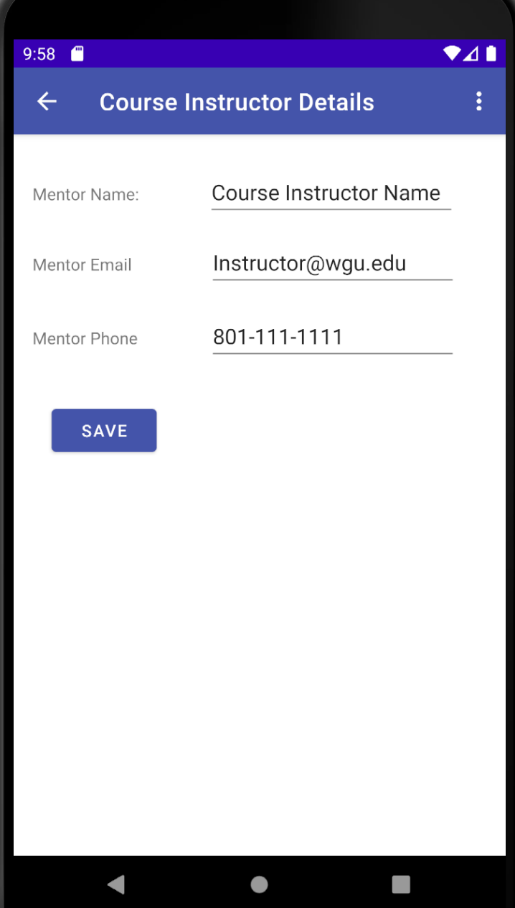 9:58
Course Instructor Details
Mentor Name: Course Instructor Name
Mentor Email Instructor@wgu.edu
Mentor Phone 801-111-1111
SAVE